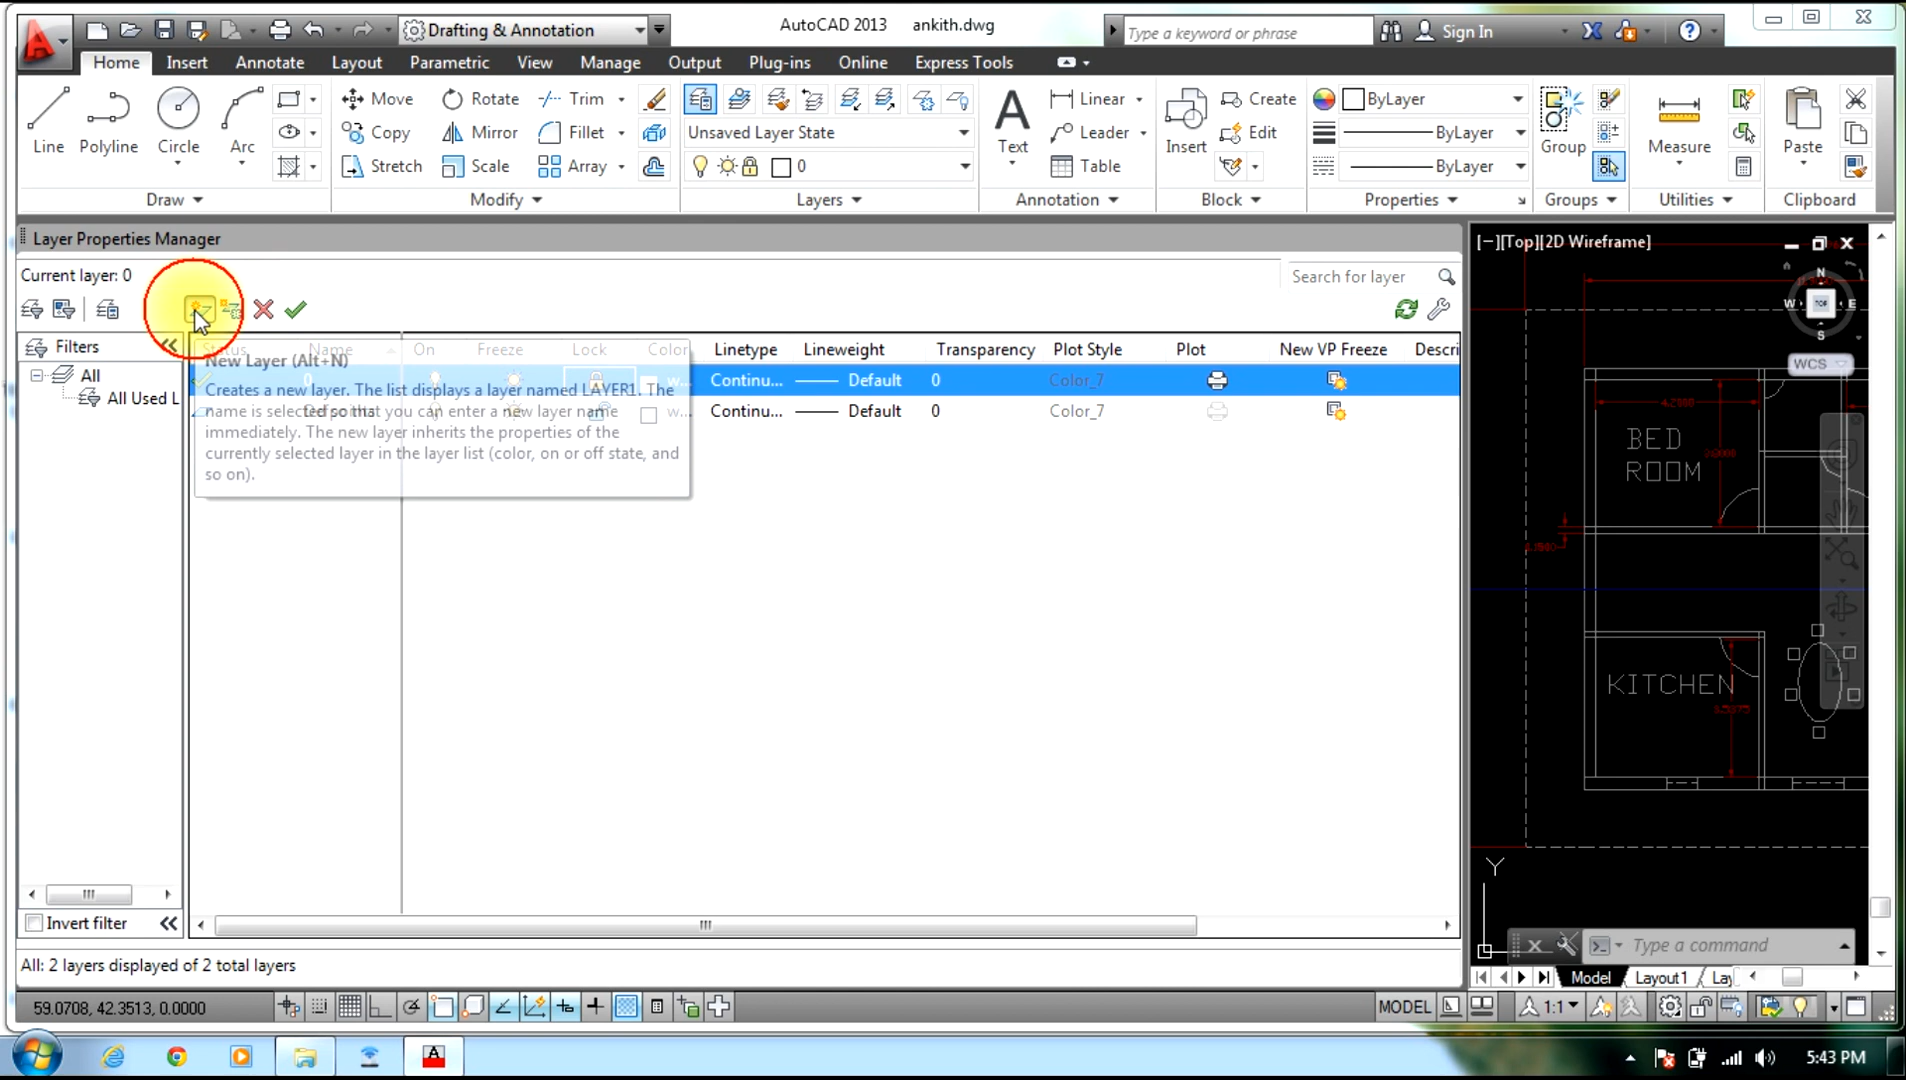 Drafting & Annotation
AutoCAD 2013 ankith.dwg
Type a keyword or phrase
Sign In
Home Insert Annotate Layout Parametric View Manage Output Plug-ins Online Express Tools
Line Polyline Circle Arc
Move Rotate Trim
Copy Mirror Fillet
Stretch Scale Array
Unsaved Layer State
0
Text
Linear
Leader
Table
Insert
Create
Edit
ByLayer
ByLayer
ByLayer
Group
Measure
Paste
Draw Modify Layers Annotation Block Properties Groups Utilities Clipboard
Layer Properties Manager
[−][Top][2D Wireframe]
Current layer: 0
Search for layer
Filters
All
All Used L
Status Name On Freeze Lock Color Linetype Lineweight Transparency Plot Style Plot New VP Freeze Descri
0 w... Continu... Default 0 Color_7
Defpoints w... Continu... Default 0 Color_7
New Layer (Alt+N)
Creates a new layer. The list displays a layer named LAYER1. The
name is selected so that you can enter a new layer name
immediately. The new layer inherits the properties of the
currently selected layer in the layer list (color, on or off state, and
so on).
N
W TOP E
S
WCS
BED
ROOM
KITCHEN
Y
Invert filter
All: 2 layers displayed of 2 total layers
Type a command
Model Layout1 Lay
59.0708, 42.3513, 0.0000
MODEL
1:1
5:43 PM